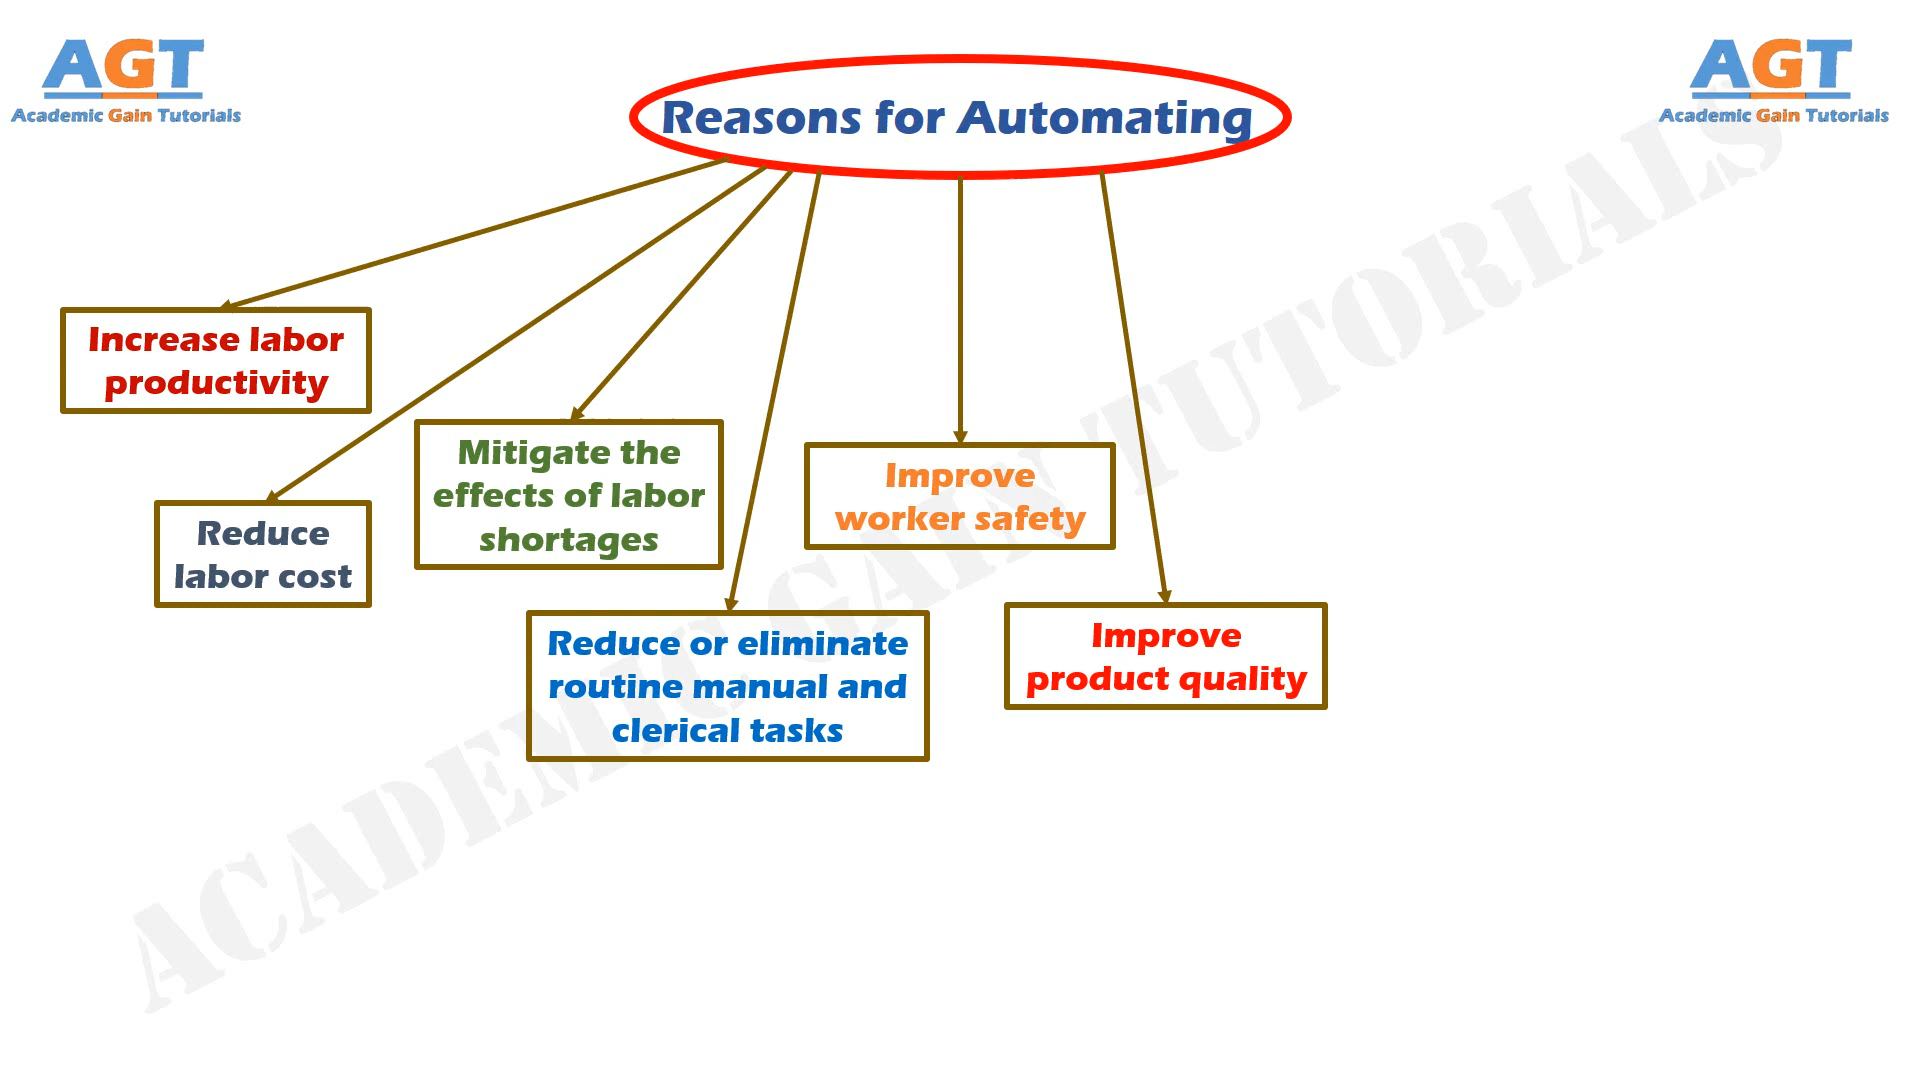 AGT
Academic Gain Tutorials
AGT
Academic Gain Tutorials
Reasons for Automating
Increase labor
productivity
Reduce
labor cost
Mitigate the
effects of labor
shortages
Reduce or eliminate
routine manual and
clerical tasks
Improve
worker safety
Improve
product quality
ACADEMIC GAIN TUTORIALS